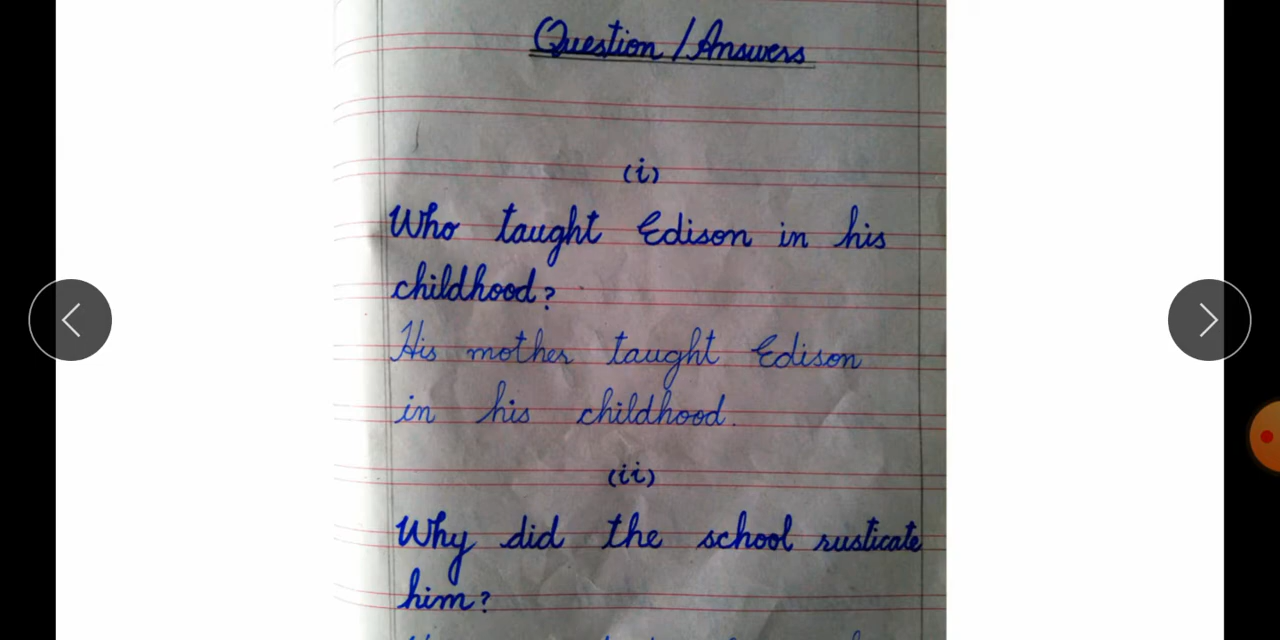 Question/Answers
(i)
Who taught Edison in his
childhood?
His mother taught Edison
in his childhood.
(ii)
Why did the school rusticate
him?